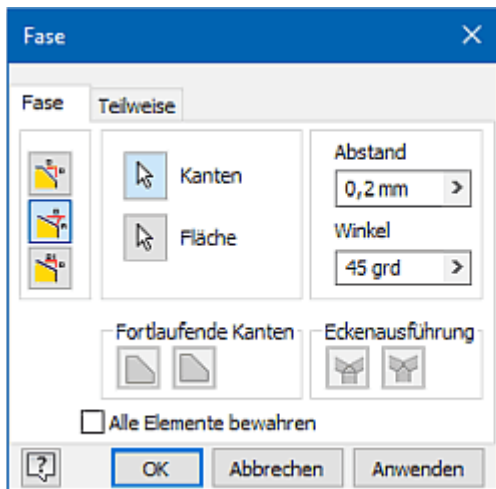 Fase
Fase Teilweise
Kanten
Fläche
Abstand
0,2 mm
Winkel
45 grd
Fortlaufende Kanten
Eckenausführung
Alle Elemente bewahren
OK Abbrechen Anwenden